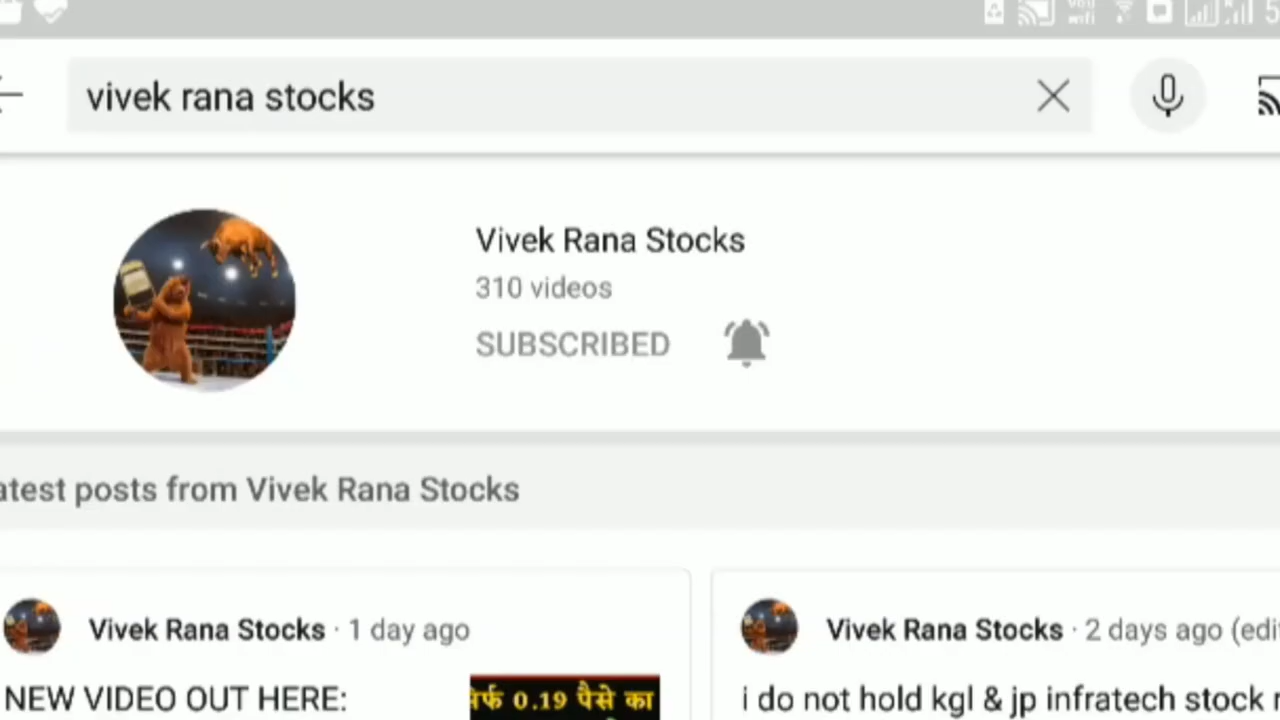 vivek rana stocks
Vivek Rana Stocks
310 videos
SUBSCRIBED
atest posts from Vivek Rana Stocks
Vivek Rana Stocks · 1 day ago
Vivek Rana Stocks · 2 days ago (edi
NEW VIDEO OUT HERE:
0.19 पैसे का
i do not hold kgl & jp infratech stock